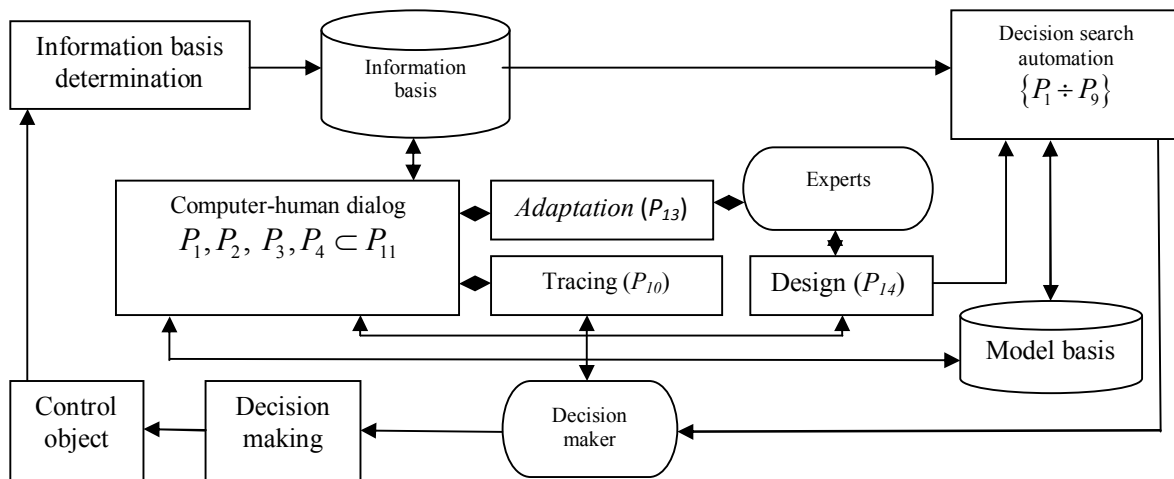 Information basis
determination
Information
basis
Decision search
automation
{P₁ ÷ P₉}
Computer-human dialog
P₁, P₂, P₃, P₄ ⊂ P₁₁
Adaptation (P₁₃)
Experts
Tracing (P₁₀)
Design (P₁₄)
Model basis
Control
object
Decision
making
Decision
maker